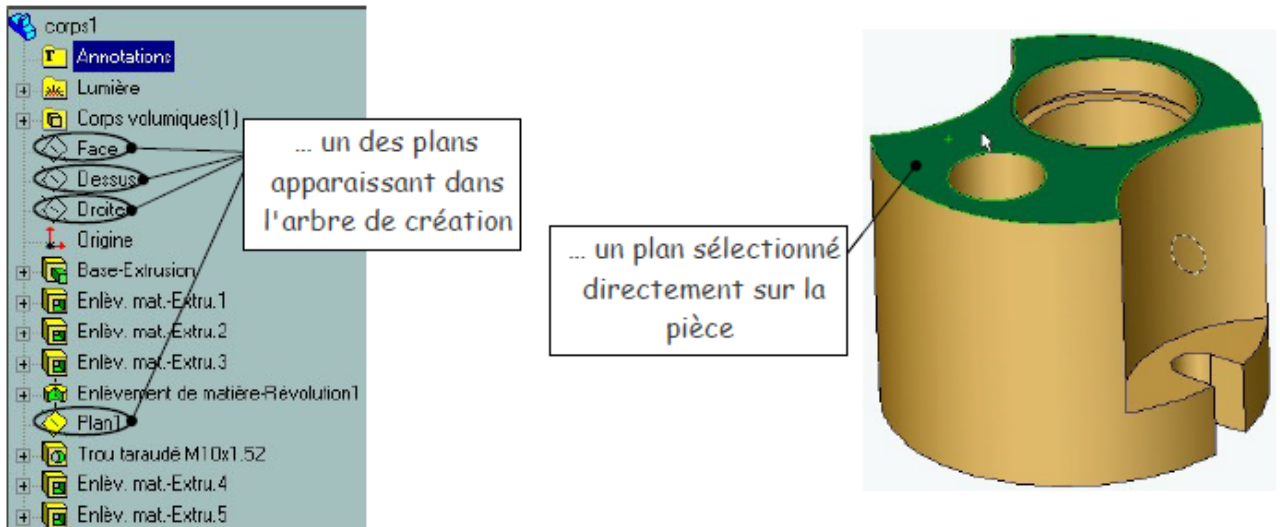 corps1
Annotations
Lumière
Corps volumiques(1)
Face
Dessus
Droite
Origine
Base-Extrusion
Enlèv. mat.-Extru.1
Enlèv. mat.-Extru.2
Enlèv. mat.-Extru.3
Enlèvement de matière-Révolution1
Plan1
Trou taraudé M10x1.52
Enlèv. mat.-Extru.4
Enlèv. mat.-Extru.5
... un des plans
apparaissant dans
l'arbre de création
... un plan sélectionné
directement sur la
pièce